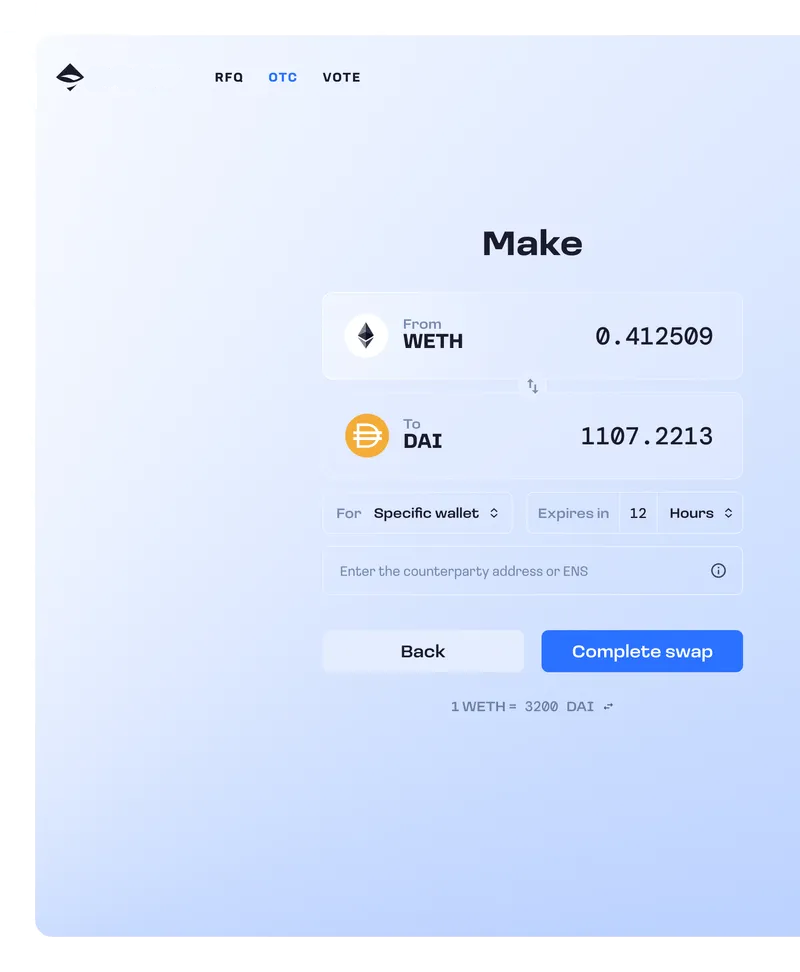 RFQ OTC VOTE
Make
From
WETH
0.412509
To
DAI
1107.2213
For Specific wallet Expires in 12 Hours
Enter the counterparty address or ENS
Back Complete swap
1 WETH = 3200 DAI